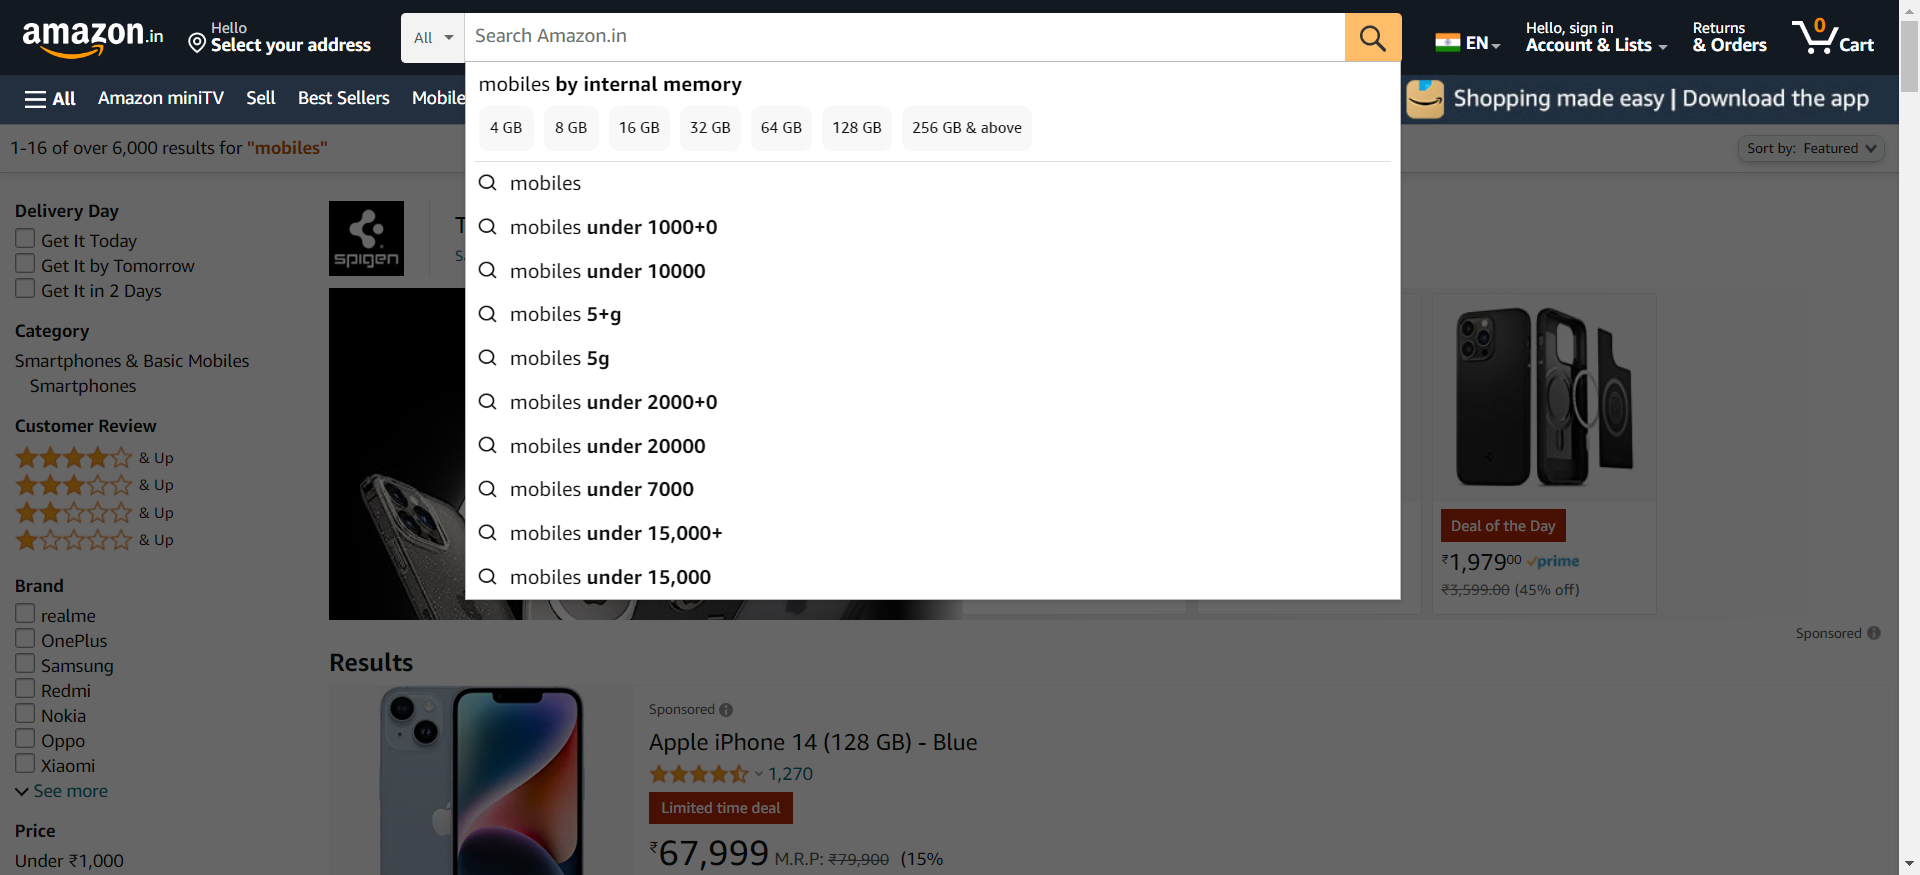 amazon.in
Hello
Select your address
All
Search Amazon.in
EN
Hello, sign in
Account & Lists
Returns
& Orders
0
Cart
All
Amazon miniTV
Sell
Best Sellers
Mobile
Shopping made easy | Download the app
mobiles by internal memory
4 GB
8 GB
16 GB
32 GB
64 GB
128 GB
256 GB & above
mobiles
mobiles under 1000+0
mobiles under 10000
mobiles 5+g
mobiles 5g
mobiles under 2000+0
mobiles under 20000
mobiles under 7000
mobiles under 15,000+
mobiles under 15,000
1-16 of over 6,000 results for "mobiles"
Sort by: Featured
Delivery Day
Get It Today
Get It by Tomorrow
Get It in 2 Days
Category
Smartphones & Basic Mobiles
Smartphones
Customer Review
& Up
& Up
& Up
& Up
Brand
realme
OnePlus
Samsung
Redmi
Nokia
Oppo
Xiaomi
See more
Price
Under ₹1,000
spigen
Deal of the Day
₹1,979.00 prime
₹3,599.00 (45% off)
Sponsored
Results
Sponsored
Apple iPhone 14 (128 GB) - Blue
1,270
Limited time deal
₹67,999 M.R.P: ₹79,900 (15%